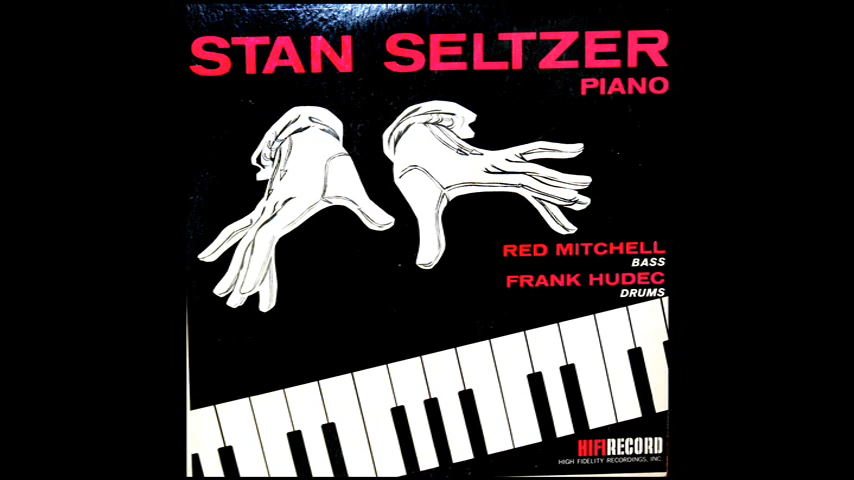 STAN SELTZER
PIANO
RED MITCHELL
BASS
FRANK HUDEC
DRUMS
HIFIRECORD
HIGH FIDELITY RECORDINGS, INC.